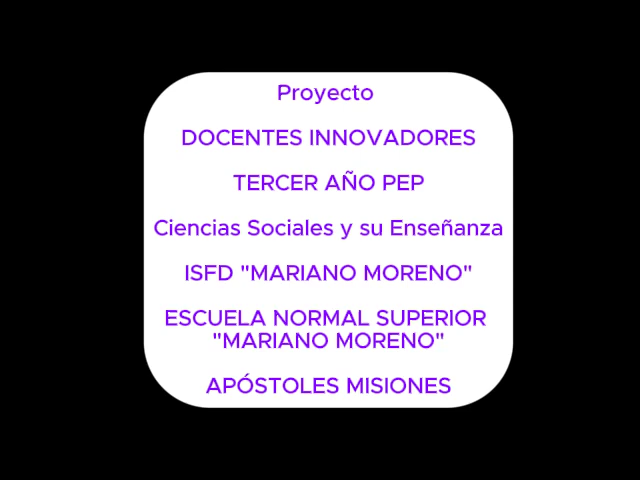 Proyecto
DOCENTES INNOVADORES
TERCER AÑO PEP
Ciencias Sociales y su Enseñanza
ISFD "MARIANO MORENO"
ESCUELA NORMAL SUPERIOR
"MARIANO MORENO"
APÓSTOLES MISIONES